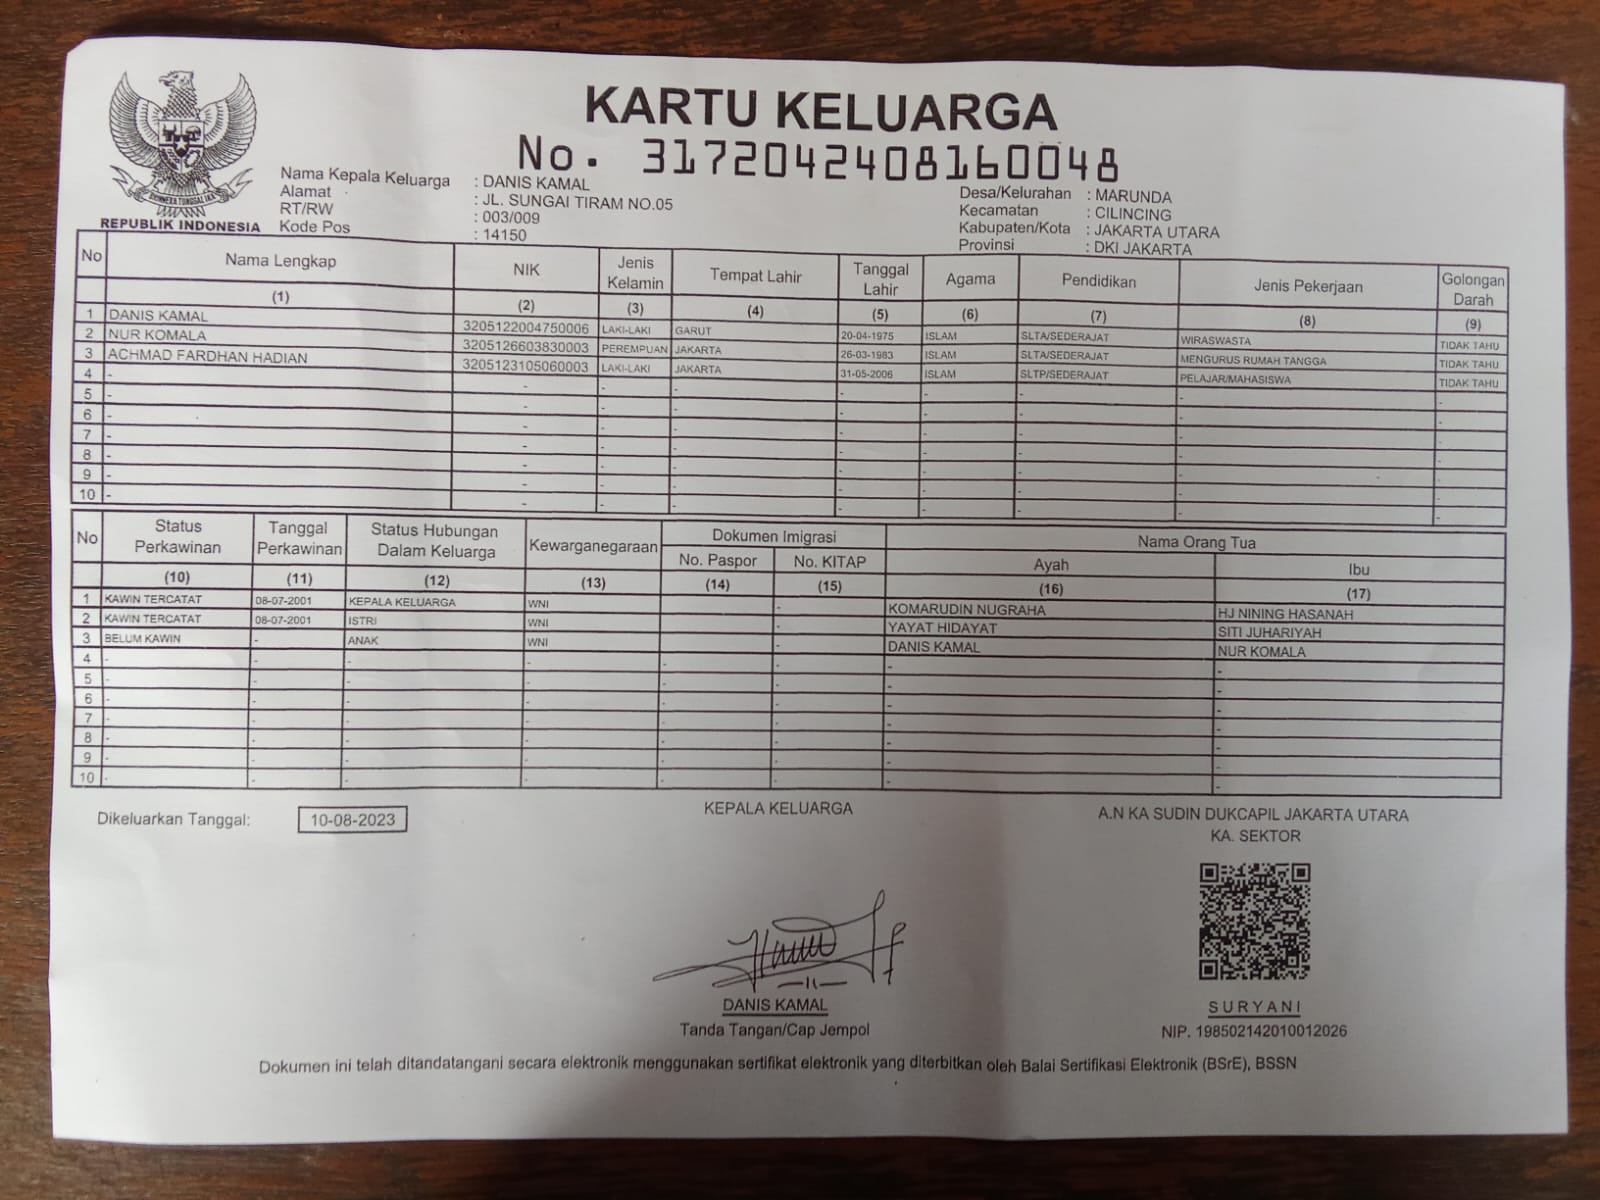 KARTU KELUARGA
No. 3172042408160048
Nama Kepala Keluarga : DANIS KAMAL
Alamat : JL. SUNGAI TIRAM NO.05
RT/RW : 003/009
Kode Pos : 14150
Desa/Kelurahan : MARUNDA
Kecamatan : CILINCING
Kabupaten/Kota : JAKARTA UTARA
Provinsi : DKI JAKARTA
BHINNEKA TUNGGAL IKA
REPUBLIK INDONESIA
No Nama Lengkap NIK Jenis Kelamin Tempat Lahir Tanggal Lahir Agama Pendidikan Jenis Pekerjaan Golongan Darah
(1) (2) (3) (4) (5) (6) (7) (8) (9)
1 DANIS KAMAL 3205122004750006 LAKI-LAKI GARUT 20-04-1975 ISLAM SLTA/SEDERAJAT WIRASWASTA TIDAK TAHU
2 NUR KOMALA 3205126603830003 PEREMPUAN JAKARTA 26-03-1983 ISLAM SLTA/SEDERAJAT MENGURUS RUMAH TANGGA TIDAK TAHU
3 ACHMAD FARDHAN HADIAN 3205123105060003 LAKI-LAKI JAKARTA 31-05-2006 ISLAM SLTP/SEDERAJAT PELAJAR/MAHASISWA TIDAK TAHU
4 - - - - - - - - -
5 - - - - - - - - -
6 - - - - - - - - -
7 - - - - - - - - -
8 - - - - - - - - -
9 - - - - - - - - -
10 - - - - - - - - -
No Status Perkawinan Tanggal Perkawinan Status Hubungan Dalam Keluarga Kewarganegaraan Dokumen Imigrasi Nama Orang Tua
No. Paspor No. KITAP Ayah Ibu
(10) (11) (12) (13) (14) (15) (16) (17)
1 KAWIN TERCATAT 08-07-2001 KEPALA KELUARGA WNI - KOMARUDIN NUGRAHA HJ NINING HASANAH
2 KAWIN TERCATAT 08-07-2001 ISTRI WNI - YAYAT HIDAYAT SITI JUHARIYAH
3 BELUM KAWIN - ANAK WNI - DANIS KAMAL NUR KOMALA
4 - - - - - - - -
5 - - - - - - - -
6 - - - - - - - -
7 - - - - - - - -
8 - - - - - - - -
9 - - - - - - - -
10 - - - - - - - -
Dikeluarkan Tanggal: 10-08-2023
KEPALA KELUARGA
DANIS KAMAL
Tanda Tangan/Cap Jempol
A.N KA SUDIN DUKCAPIL JAKARTA UTARA
KA. SEKTOR
SURYANI
NIP. 198502142010012026
Dokumen ini telah ditandatangani secara elektronik menggunakan sertifikat elektronik yang diterbitkan oleh Balai Sertifikasi Elektronik (BSrE), BSSN